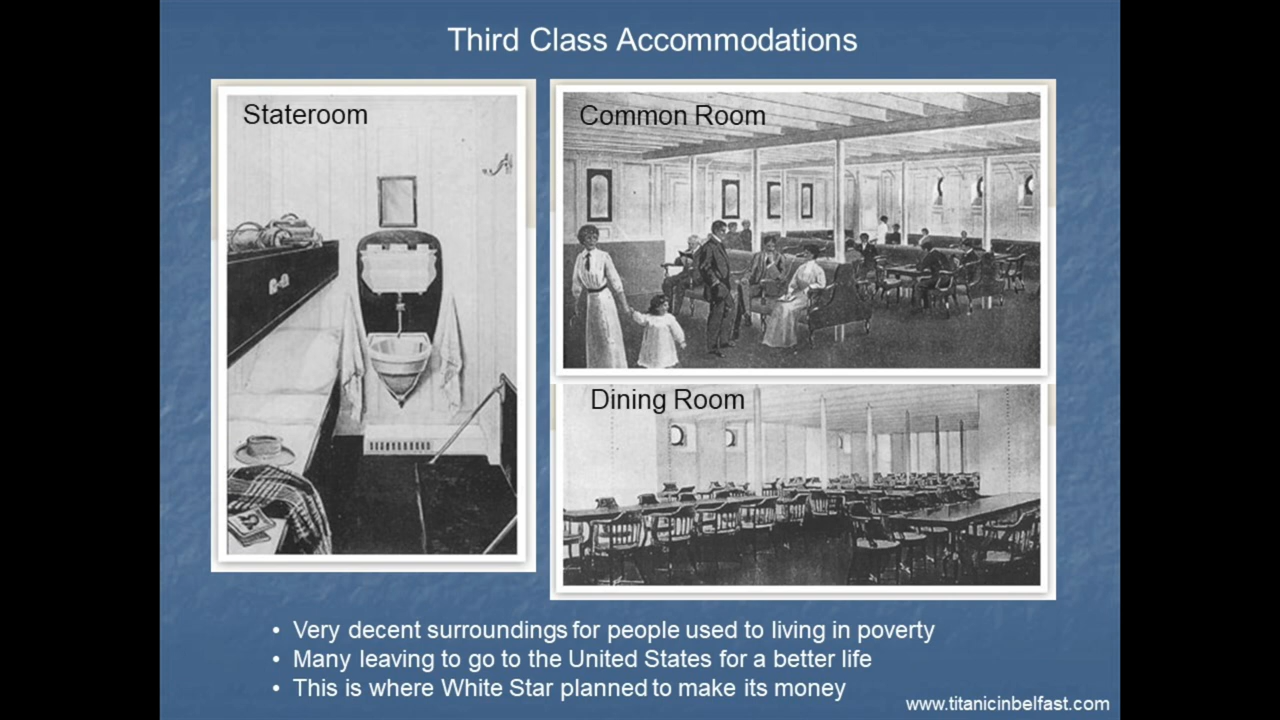 Third Class Accommodations
Stateroom
Common Room
Dining Room
• Very decent surroundings for people used to living in poverty
• Many leaving to go to the United States for a better life
• This is where White Star planned to make its money
www.titanicinbelfast.com